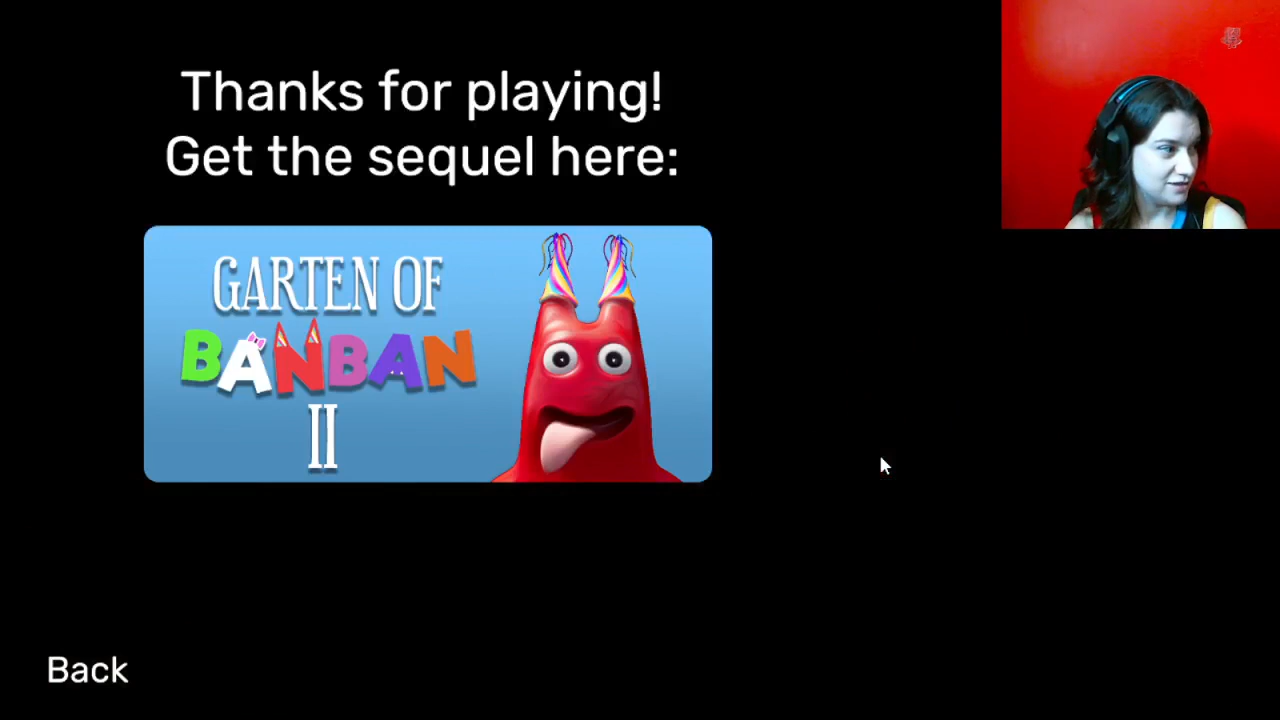 Thanks for playing!
Get the sequel here:
GARTEN OF
BANBAN
II
Back